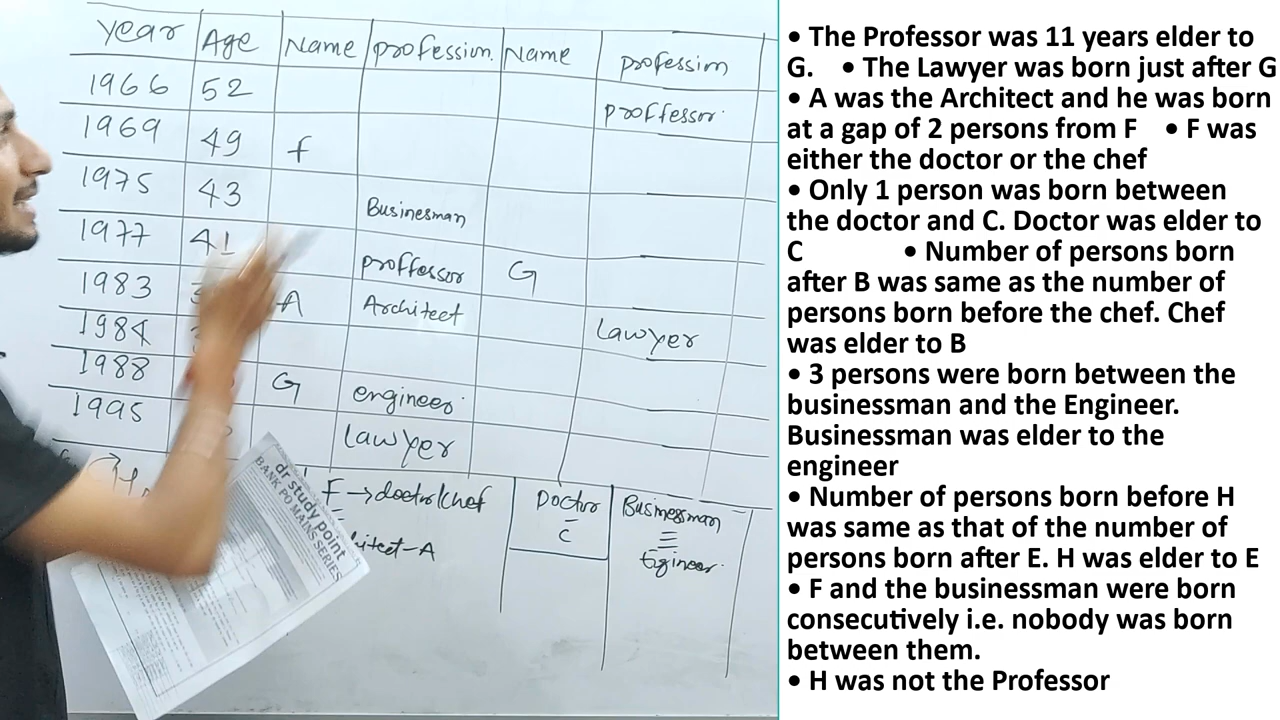 year Age Name profession. Name profession
1966 52 proffessor.
1969 49 f
1975 43 Businesman
1977 41 proffessor G
1983 A Architect
1984 Lawyer
1988 G engineer.
1995 Lawyer
F → doctor/chef
Architect-A
Doctor
C
Businessman
Engineer.
dr study point
BANK PO MAINS SERIES
• The Professor was 11 years elder to
G. • The Lawyer was born just after G
• A was the Architect and he was born
at a gap of 2 persons from F • F was
either the doctor or the chef
• Only 1 person was born between
the doctor and C. Doctor was elder to
C • Number of persons born
after B was same as the number of
persons born before the chef. Chef
was elder to B
• 3 persons were born between the
businessman and the Engineer.
Businessman was elder to the
engineer
• Number of persons born before H
was same as that of the number of
persons born after E. H was elder to E
• F and the businessman were born
consecutively i.e. nobody was born
between them.
• H was not the Professor